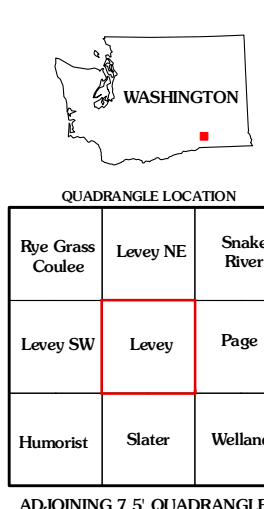 WASHINGTON
QUADRANGLE LOCATION
Rye Grass
Coulee
Levey NE
Snake
River
Levey SW
Levey
Page
Humorist
Slater
ADJOINING 7.5' QUADRANGLE